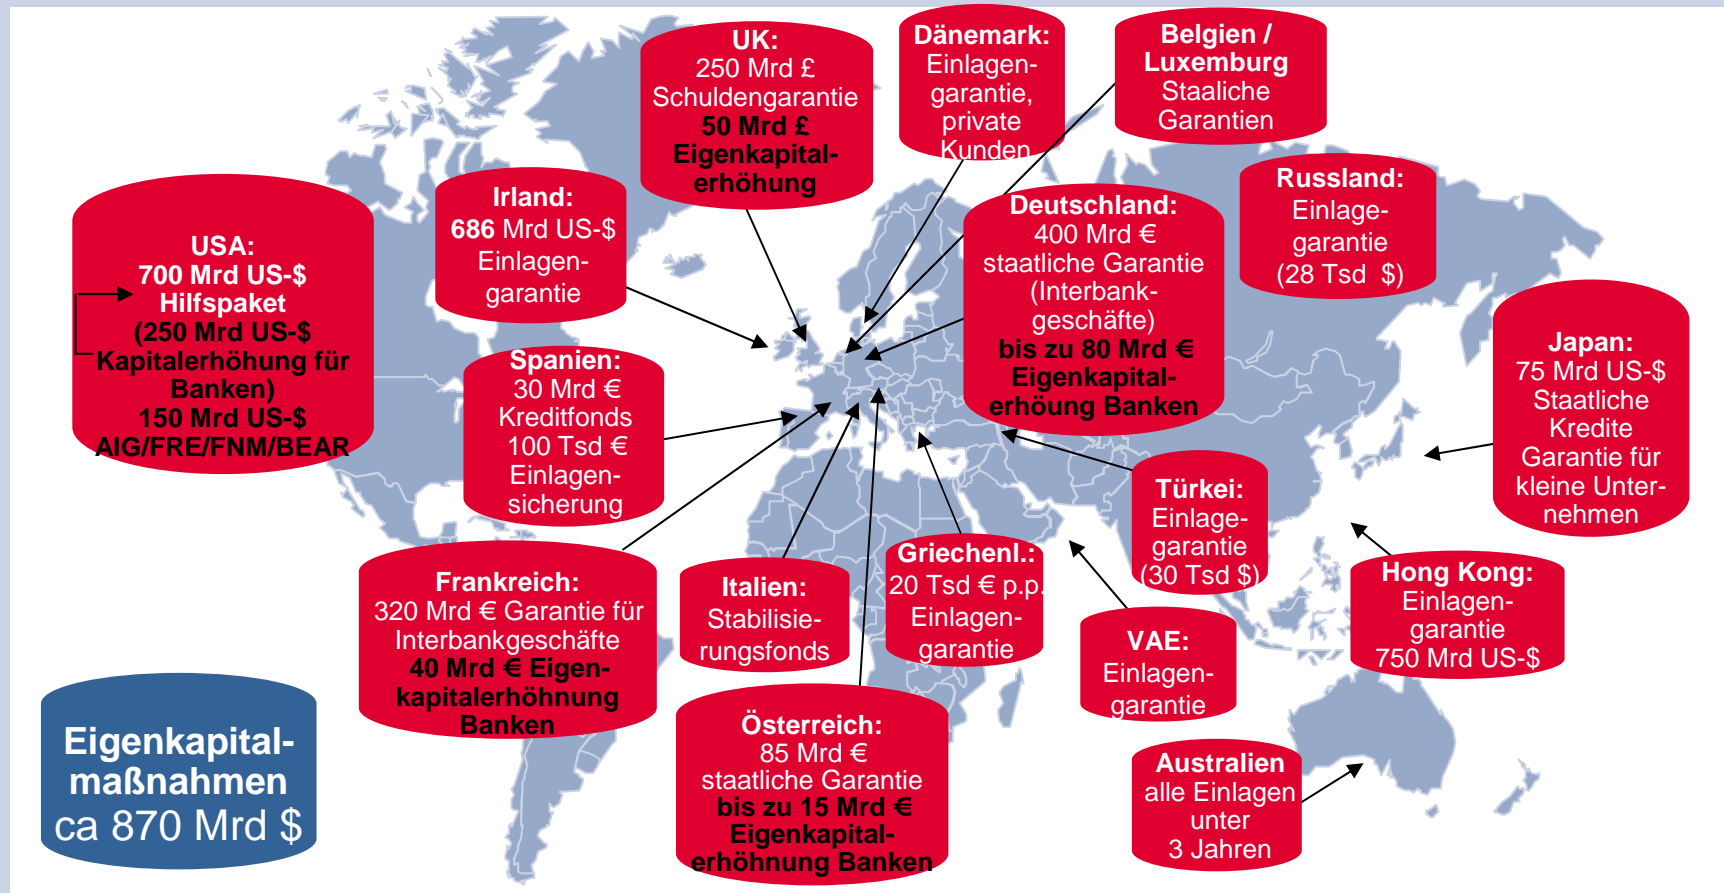 UK:
250 Mrd £
Schuldengarantie
50 Mrd £
Eigenkapital-
erhöhung
Dänemark:
Einlagen-
garantie,
private
Kunden
Belgien /
Luxemburg
Staaliche
Garantien
Irland:
686 Mrd US-$
Einlagen-
garantie
Deutschland:
400 Mrd €
staatliche Garantie
(Interbank-
geschäfte)
bis zu 80 Mrd €
Eigenkapital-
erhöung Banken
Russland:
Einlage-
garantie
(28 Tsd $)
USA:
700 Mrd US-$
Hilfspaket
(250 Mrd US-$
Kapitalerhöhung für
Banken)
150 Mrd US-$
AIG/FRE/FNM/BEAR
Spanien:
30 Mrd €
Kreditfonds
100 Tsd €
Einlagen-
sicherung
Japan:
75 Mrd US-$
Staatliche
Kredite
Garantie für
kleine Unter-
nehmen
Türkei:
Einlage-
garantie
(30 Tsd $)
Frankreich:
320 Mrd € Garantie für
Interbankgeschäfte
40 Mrd € Eigen-
kapitalerhöhnung
Banken
Italien:
Stabilisie-
rungsfonds
Griechenl.:
20 Tsd € p.p.
Einlagen-
garantie
VAE:
Einlagen-
garantie
Hong Kong:
Einlagen-
garantie
750 Mrd US-$
Eigenkapital-
maßnahmen
ca 870 Mrd $
Österreich:
85 Mrd €
staatliche Garantie
bis zu 15 Mrd €
Eigenkapital-
erhöhnung Banken
Australien
alle Einlagen
unter
3 Jahren